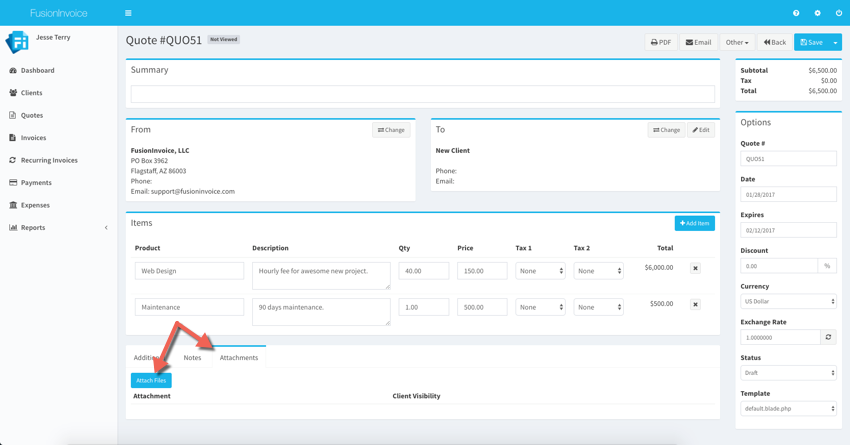 FusionInvoice
Jesse Terry
Fi
Dashboard
Clients
Quotes
Invoices
Recurring Invoices
Payments
Expenses
Reports
Quote #QUO51
Not Viewed
PDF
Email
Other
Back
Save
Summary
From
Change
FusionInvoice, LLC
PO Box 3962
Flagstaff, AZ 86003
Phone:
Email: support@fusioninvoice.com
To
Change
Edit
New Client
Phone:
Email:
Items
Add Item
Product Description Qty Price Tax 1 Tax 2 Total
Web Design Hourly fee for awesome new project. 40.00 150.00 None None $6,000.00
Maintenance 90 days maintenance. 1.00 500.00 None None $500.00
Notes Attachments
Attach Files
Attachment Client Visibility
Subtotal $6,500.00
Tax $0.00
Total $6,500.00
Options
Quote #
QUO51
Date
01/28/2017
Expires
02/12/2017
Discount
0.00 %
Currency
US Dollar
Exchange Rate
1.0000000
Status
Draft
Template
default.blade.php